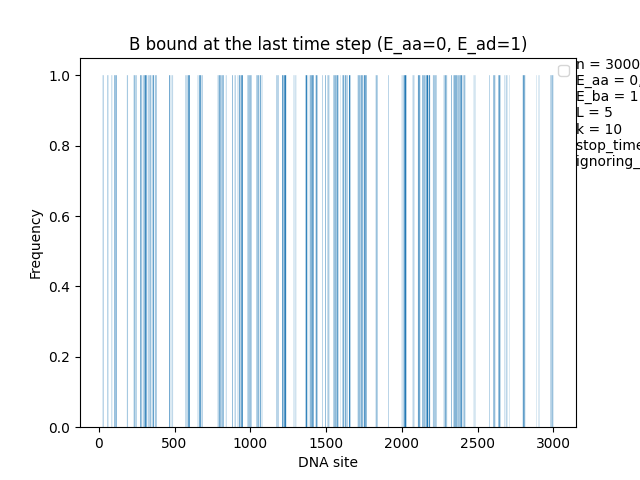 B bound at the last time step (E_aa=0, E_ad=1)
n = 3000
E_aa = 0,
E_ba = 1
L = 5
k = 10
stop_time
ignoring_
1.0
0.8
0.6
0.4
0.2
0.0
Frequency
0 500 1000 1500 2000 2500 3000
DNA site